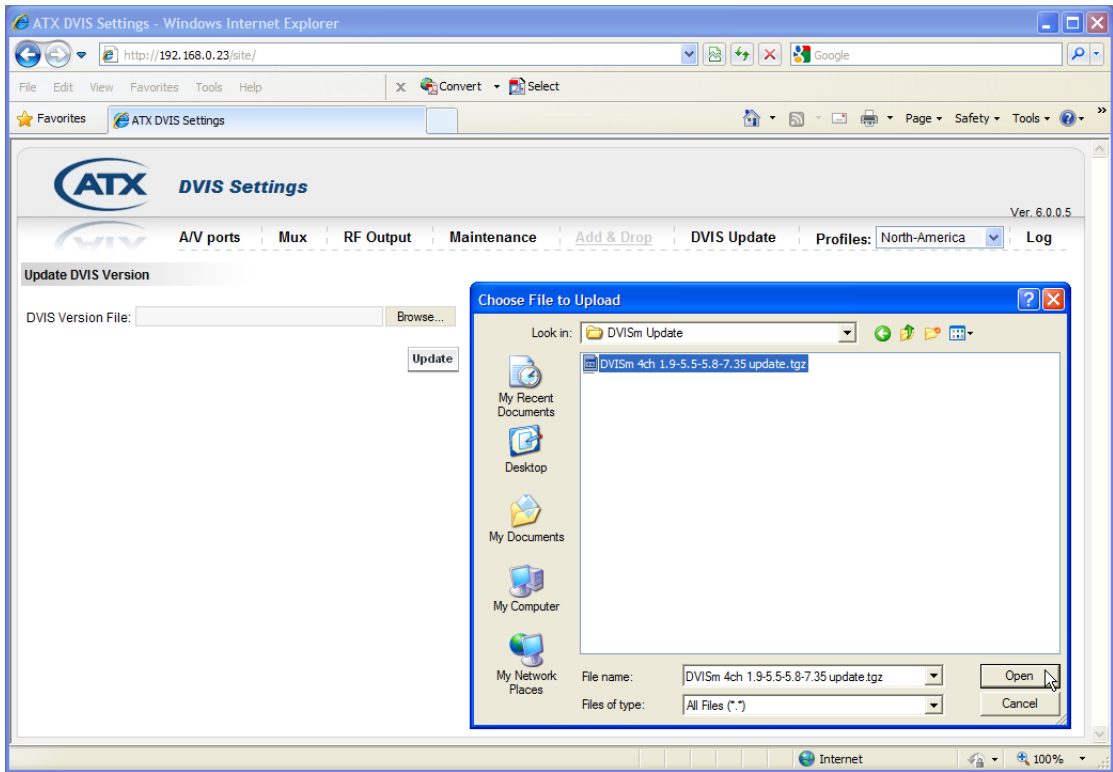 ATX DVIS Settings - Windows Internet Explorer
http://192.168.0.23/site/
Google
File Edit View Favorites Tools Help x Convert Select
Favorites ATX DVIS Settings Page Safety Tools »
ATX DVIS Settings
Ver. 6.0.0.5
A/V ports Mux RF Output Maintenance Add & Drop DVIS Update Profiles: North-America Log
Update DVIS Version
DVIS Version File: Browse...
Update
Choose File to Upload
Look in: DVISm Update
DVISm 4ch 1.9-5.5-5.8-7.35 update.tgz
My Recent
Documents
Desktop
My Documents
My Computer
My Network
Places
File name: DVISm 4ch 1.9-5.5-5.8-7.35 update.tgz Open
Files of type: All Files (*.*) Cancel
Internet 100%